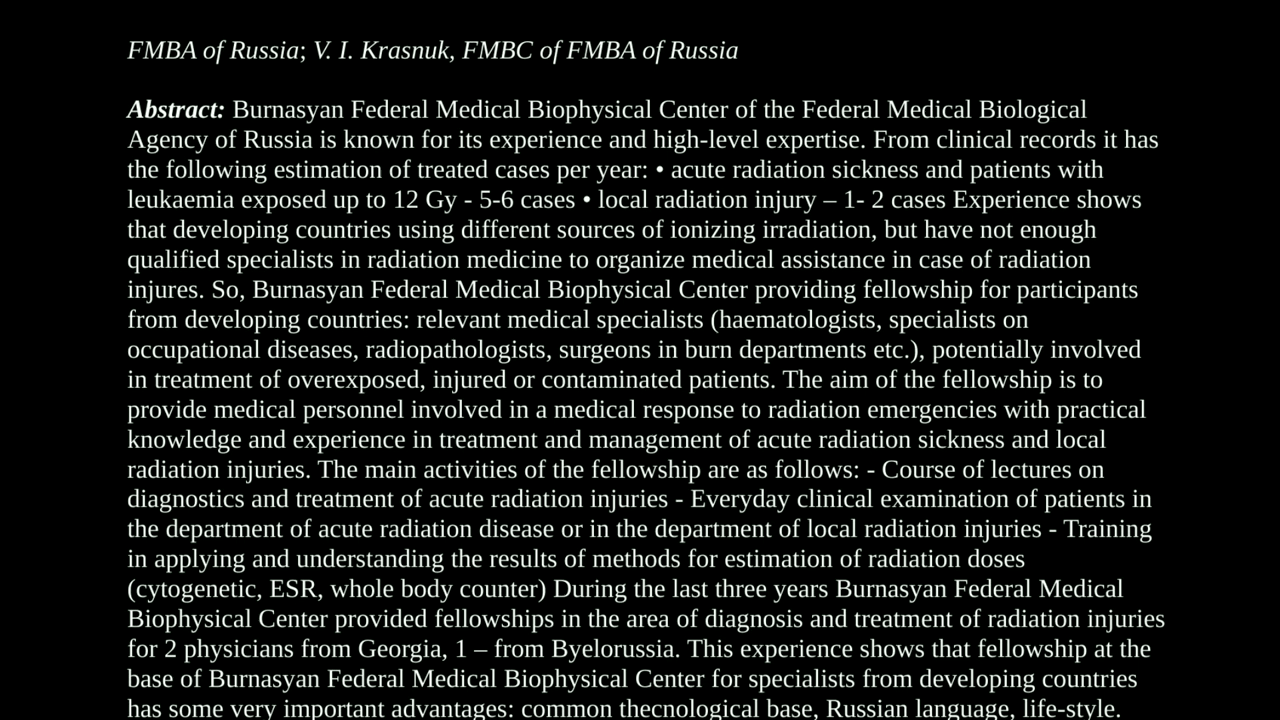 FMBA of Russia; V. I. Krasnuk, FMBC of FMBA of Russia
Abstract: Burnasyan Federal Medical Biophysical Center of the Federal Medical Biological
Agency of Russia is known for its experience and high-level expertise. From clinical records it has
the following estimation of treated cases per year: • acute radiation sickness and patients with
leukaemia exposed up to 12 Gy - 5-6 cases • local radiation injury – 1- 2 cases Experience shows
that developing countries using different sources of ionizing irradiation, but have not enough
qualified specialists in radiation medicine to organize medical assistance in case of radiation
injures. So, Burnasyan Federal Medical Biophysical Center providing fellowship for participants
from developing countries: relevant medical specialists (haematologists, specialists on
occupational diseases, radiopathologists, surgeons in burn departments etc.), potentially involved
in treatment of overexposed, injured or contaminated patients. The aim of the fellowship is to
provide medical personnel involved in a medical response to radiation emergencies with practical
knowledge and experience in treatment and management of acute radiation sickness and local
radiation injuries. The main activities of the fellowship are as follows: - Course of lectures on
diagnostics and treatment of acute radiation injuries - Everyday clinical examination of patients in
the department of acute radiation disease or in the department of local radiation injuries - Training
in applying and understanding the results of methods for estimation of radiation doses
(cytogenetic, ESR, whole body counter) During the last three years Burnasyan Federal Medical
Biophysical Center provided fellowships in the area of diagnosis and treatment of radiation injuries
for 2 physicians from Georgia, 1 – from Byelorussia. This experience shows that fellowship at the
base of Burnasyan Federal Medical Biophysical Center for specialists from developing countries
has some very important advantages: common thecnological base, Russian language, life-style.